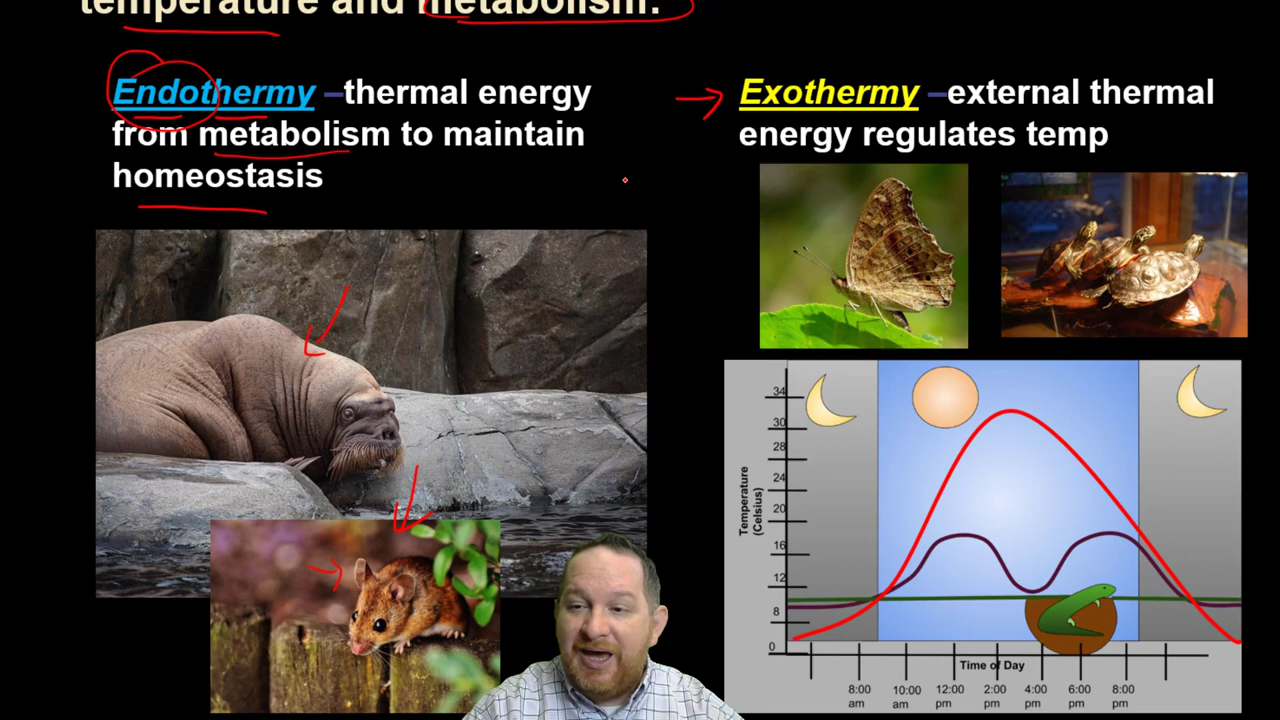 temperature and metabolism.
Endothermy –thermal energy
from metabolism to maintain
homeostasis
Exothermy –external thermal
energy regulates temp
Temperature
(Celsius)
34
30
28
24
20
16
12
8
0
Time of Day
8:00 am
10:00 am
12:00 pm
2:00 pm
4:00 pm
6:00 pm
8:00 pm